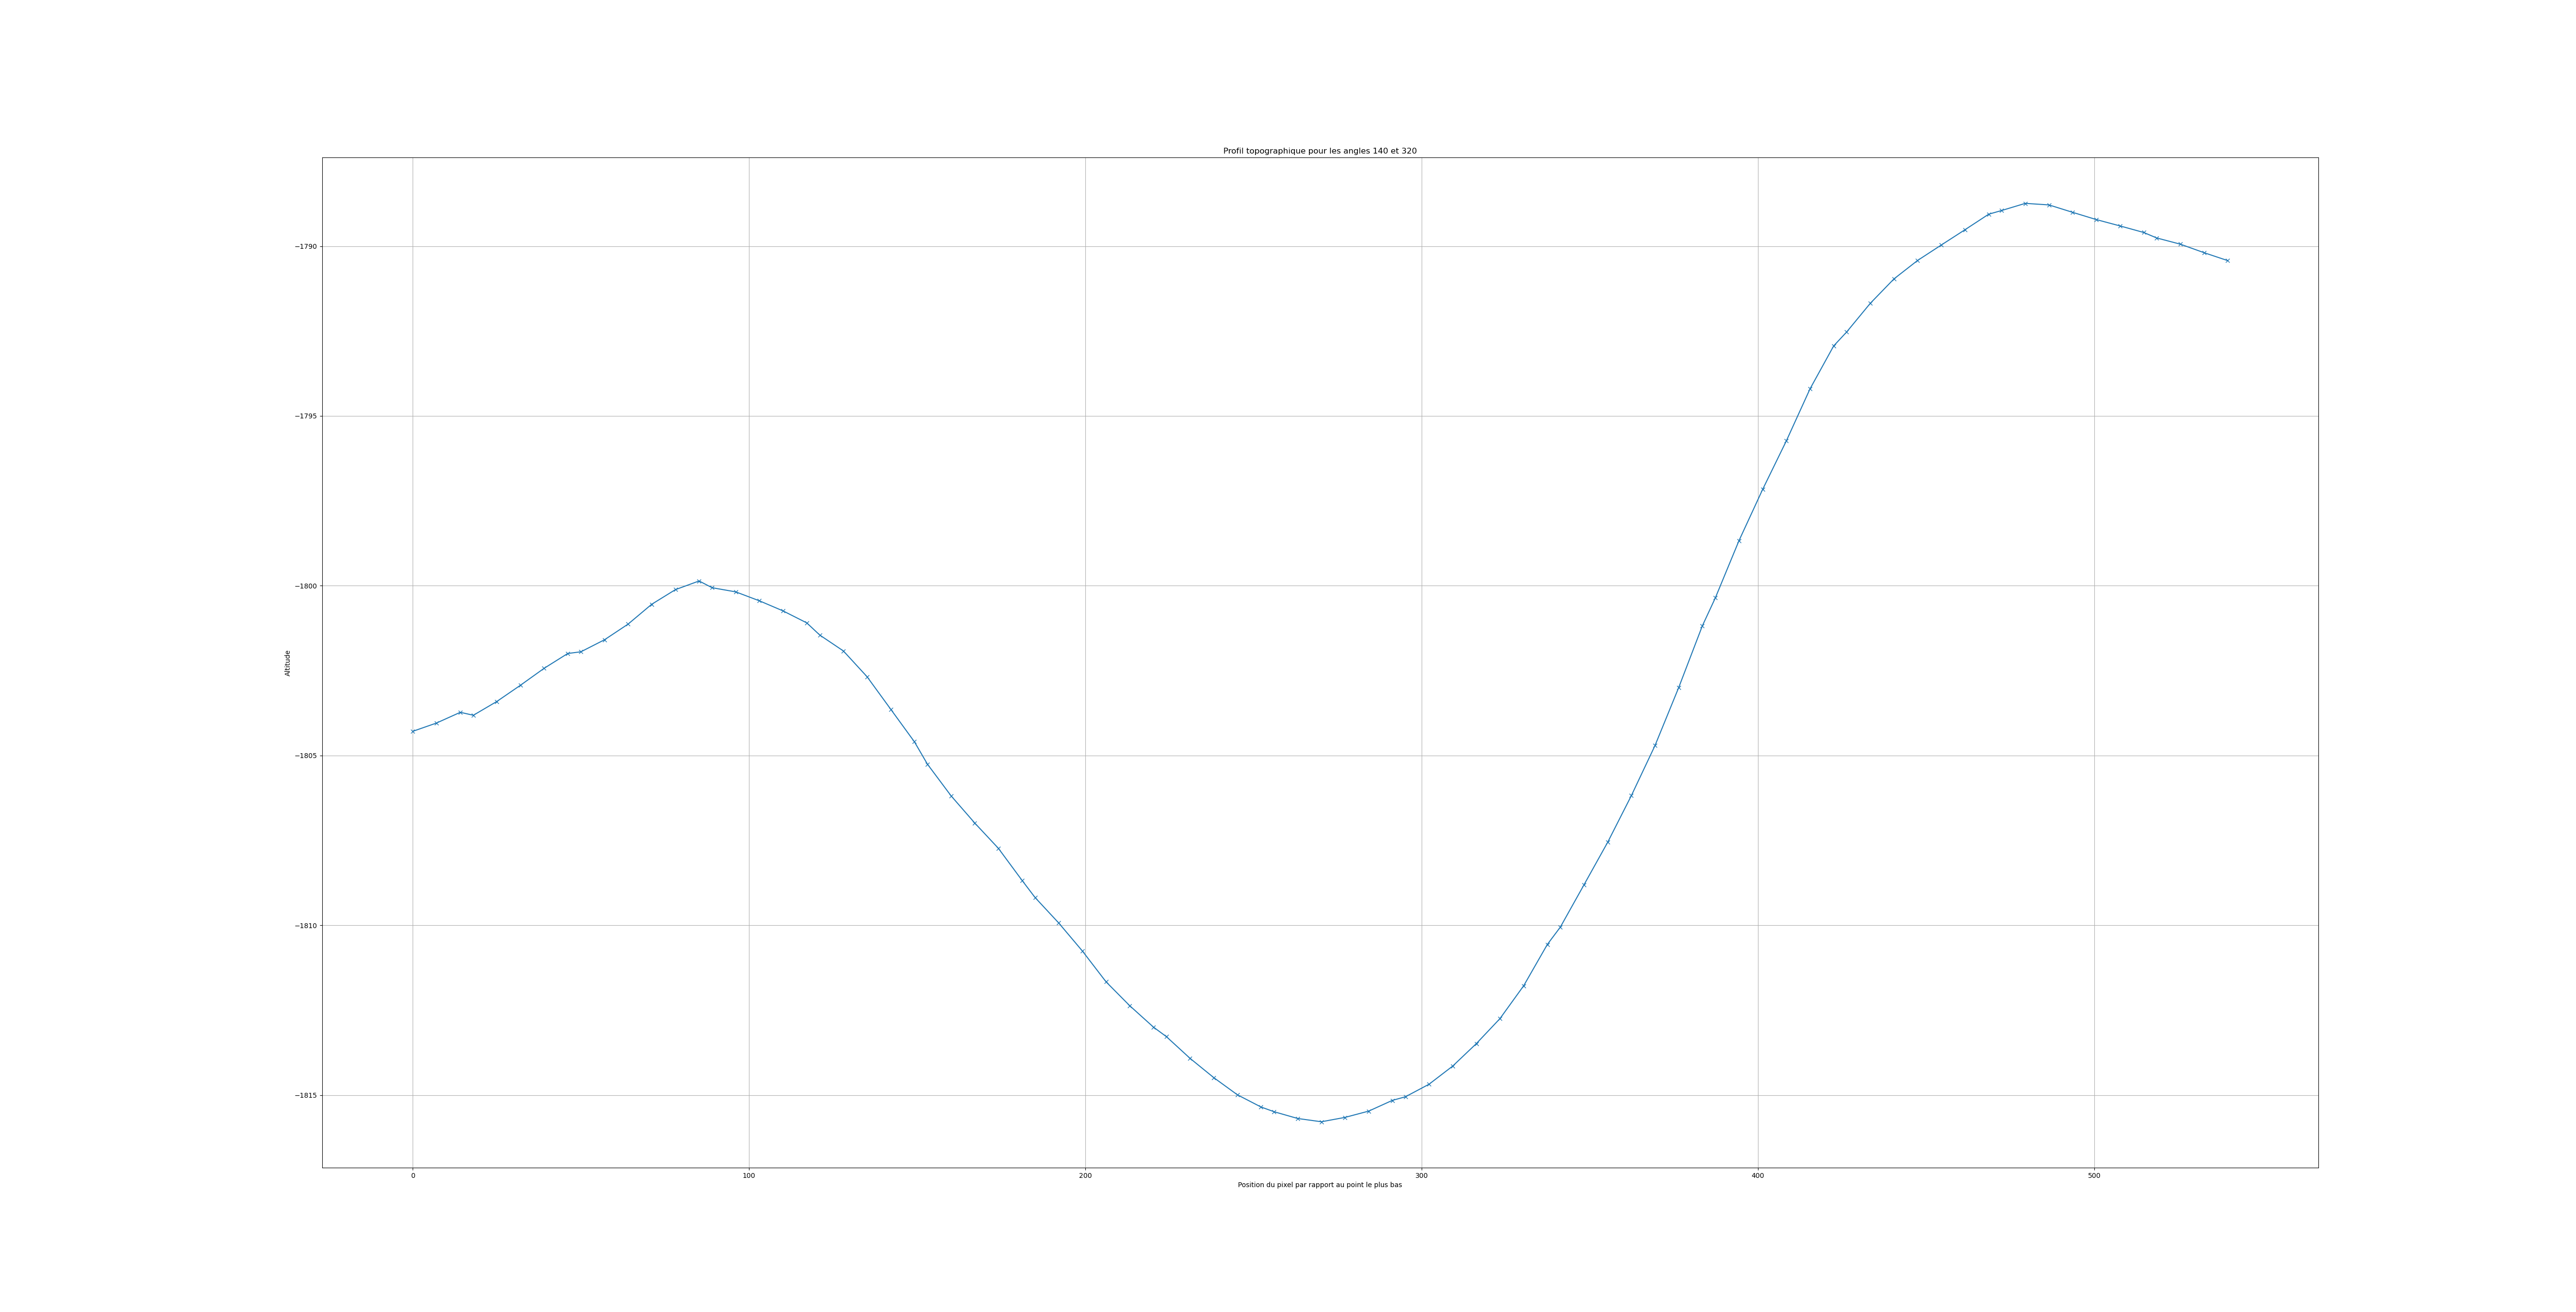 Profil topographique pour les angles 140 et 320
−1790
−1795
−1800
Altitude
−1805
−1810
−1815
0 100 200 300 400 500
Position du pixel par rapport au point le plus bas